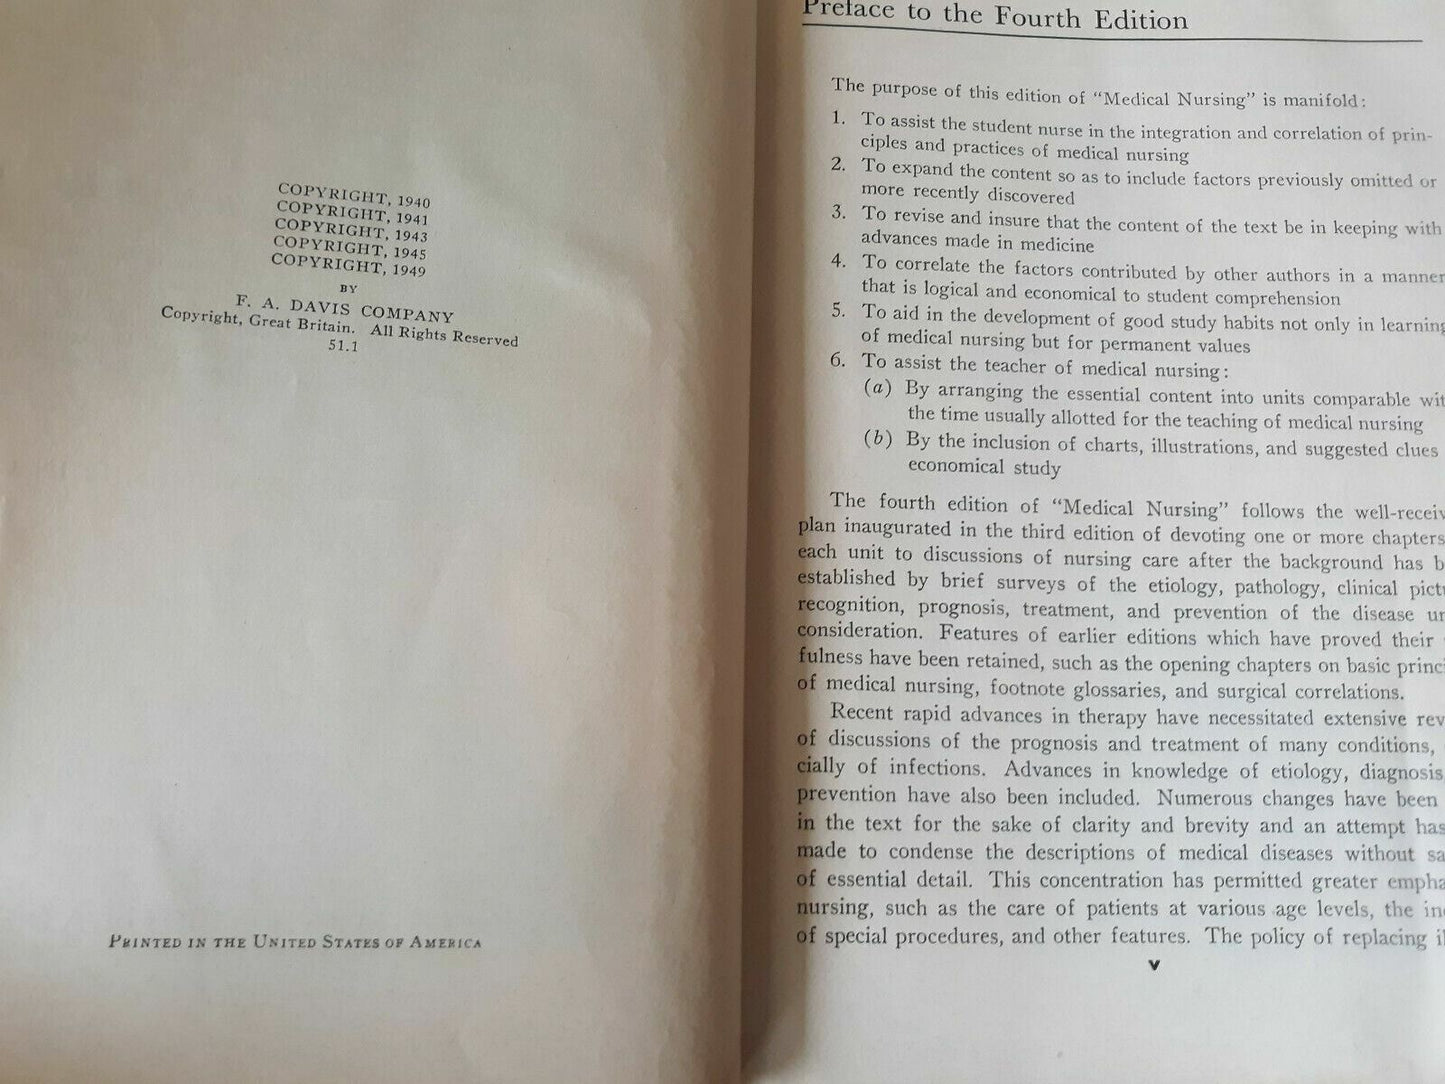 COPYRIGHT, 1940
COPYRIGHT, 1941
COPYRIGHT, 1943
COPYRIGHT, 1945
COPYRIGHT, 1949
BY
F. A. DAVIS COMPANY
Copyright, Great Britain. All Rights Reserved
51.1
PRINTED IN THE UNITED STATES OF AMERICA
Preface to the Fourth Edition
The purpose of this edition of “Medical Nursing” is manifold:
1. To assist the student nurse in the integration and correlation of prin-
ciples and practices of medical nursing
2. To expand the content so as to include factors previously omitted or
more recently discovered
3. To revise and insure that the content of the text be in keeping with
advances made in medicine
4. To correlate the factors contributed by other authors in a manner
that is logical and economical to student comprehension
5. To aid in the development of good study habits not only in learning
of medical nursing but for permanent values
6. To assist the teacher of medical nursing:
(a) By arranging the essential content into units comparable wit
the time usually allotted for the teaching of medical nursing
(b) By the inclusion of charts, illustrations, and suggested clues
economical study
The fourth edition of “Medical Nursing” follows the well-receiv
plan inaugurated in the third edition of devoting one or more chapters
each unit to discussions of nursing care after the background has b
established by brief surveys of the etiology, pathology, clinical pictu
recognition, prognosis, treatment, and prevention of the disease un
consideration. Features of earlier editions which have proved their
fulness have been retained, such as the opening chapters on basic princi
of medical nursing, footnote glossaries, and surgical correlations.
Recent rapid advances in therapy have necessitated extensive rev
of discussions of the prognosis and treatment of many conditions,
cially of infections. Advances in knowledge of etiology, diagnosis
prevention have also been included. Numerous changes have been
in the text for the sake of clarity and brevity and an attempt has
made to condense the descriptions of medical diseases without sa
of essential detail. This concentration has permitted greater empha
nursing, such as the care of patients at various age levels, the in
of special procedures, and other features. The policy of replacing il
v